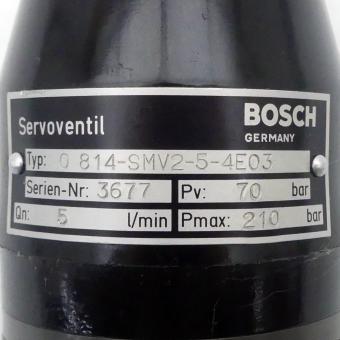 Servoventil BOSCH
GERMANY
Typ: 0 814-SMV2-5-4E03
Serien-Nr: 3677 Pv: 70 bar
Qn: 5 l/min Pmax: 210 bar